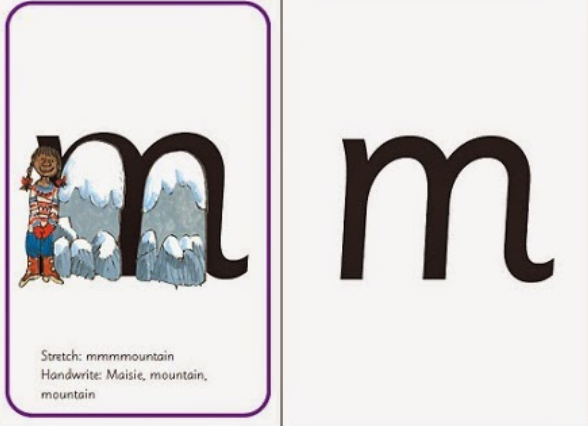 m
Stretch: mmmmountain
Handwrite: Maisie, mountain,
mountain
m